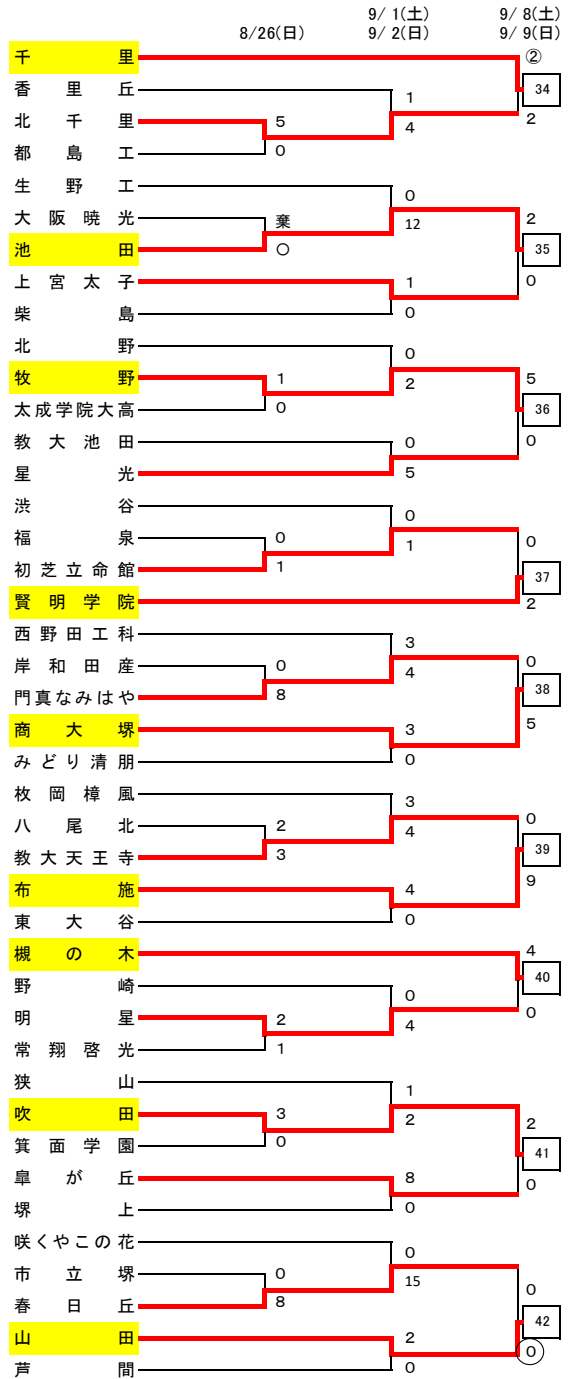 9/ 1(土) 9/ 8(土)
8/26(日) 9/ 2(日) 9/ 9(日)
千里 ②
34
香里丘 1
北千里 5 4 2
都島工 0
生野工 0
大阪暁光 棄 12 2
池田 〇 35
上宮太子 1 0
柴島 0
北野 0
牧野 1 2 5
太成学院大高 0 36
教大池田 0 0
星光 5
渋谷 0
福泉 0 1 0
初芝立命館 1 37
賢明学院 2
西野田工科 3
岸和田産 0 4 0
門真なみはや 8 38
商大堺 3 5
みどり清朋 0
枚岡樟風 3
八尾北 2 4 0
教大天王寺 3 39
布施 4 9
東大谷 0
槻の木 4
40
野崎 0
明星 2 4 0
常翔啓光 1
狭山 1
吹田 3 2 2
箕面学園 0 41
皐が丘 8 0
堺上 0
咲くやこの花 0
市立堺 0 15 0
春日丘 8 42
山田 2 0
芦間 0